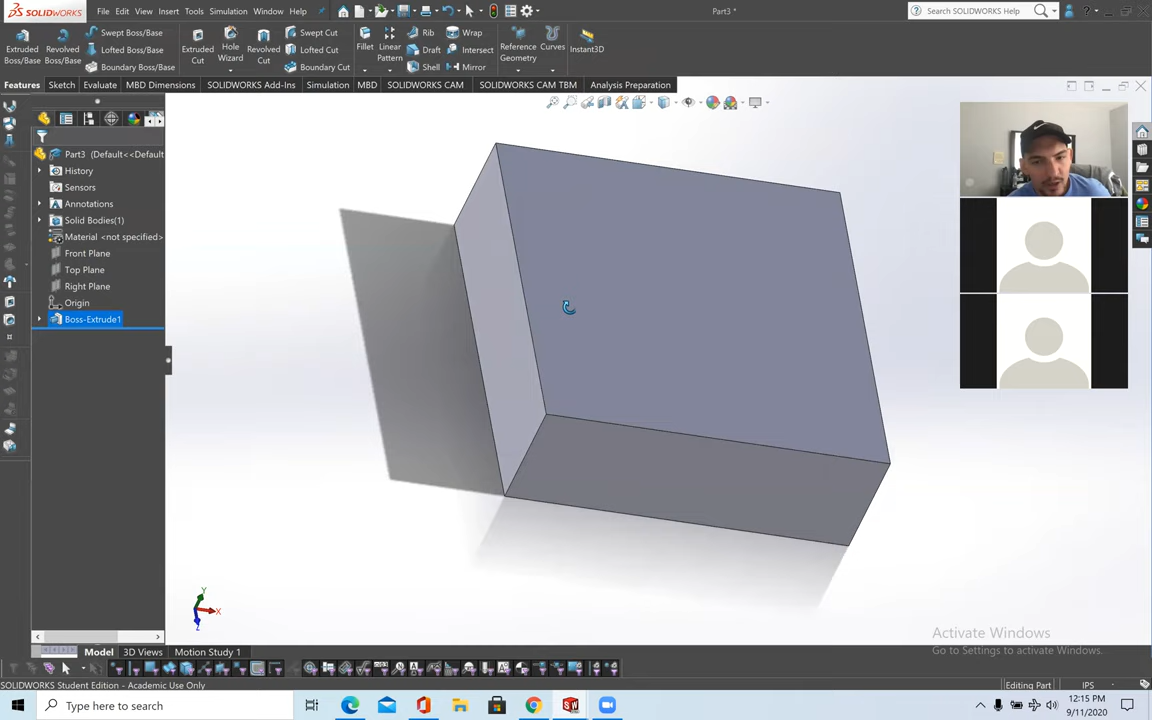 SOLIDWORKS
File Edit View Insert Tools Simulation Window Help
Part3 *
Search SOLIDWORKS Help
Extruded Boss/Base
Revolved Boss/Base
Swept Boss/Base
Lofted Boss/Base
Boundary Boss/Base
Extruded Cut
Hole Wizard
Revolved Cut
Swept Cut
Lofted Cut
Boundary Cut
Fillet
Linear Pattern
Rib
Draft
Shell
Wrap
Intersect
Mirror
Reference Geometry
Curves
Instant3D
Features Sketch Evaluate MBD Dimensions SOLIDWORKS Add-Ins Simulation MBD SOLIDWORKS CAM SOLIDWORKS CAM TBM Analysis Preparation
Part3 (Default<<Default
History
Sensors
Annotations
Solid Bodies(1)
Material <not specified>
Front Plane
Top Plane
Right Plane
Origin
Boss-Extrude1
Y
X
Z
Activate Windows
Go to Settings to activate Windows.
Model 3D Views Motion Study 1
SOLIDWORKS Student Edition - Academic Use Only
Editing Part
IPS
Type here to search
12:15 PM
9/11/2020